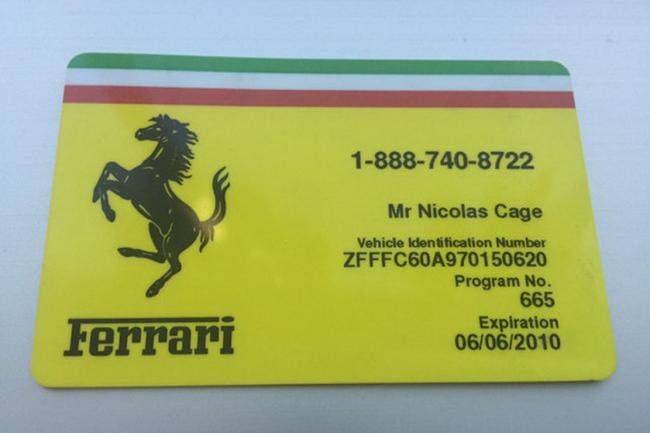 1-888-740-8722
Mr Nicolas Cage
Vehicle Identification Number
ZFFFC60A970150620
Program No.
665
Expiration
06/06/2010
Ferrari